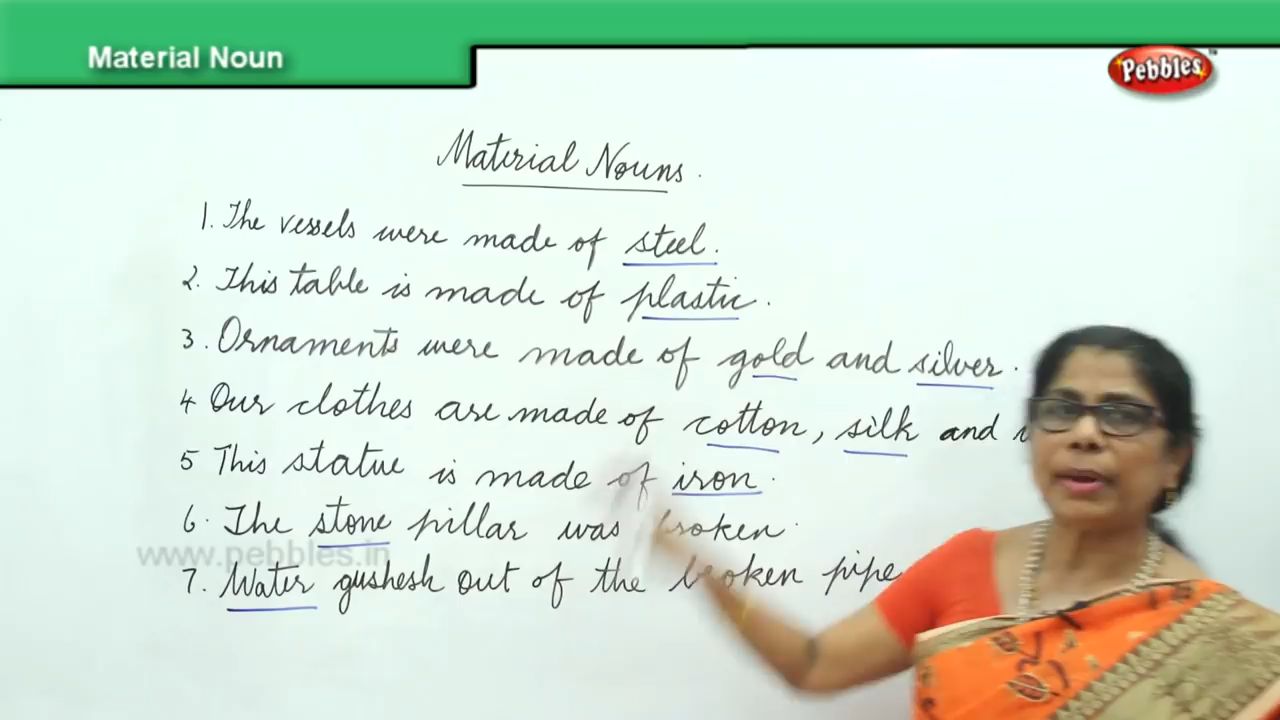 Material Noun
Pebbles™
Material Nouns.
1. The vessels were made of steel.
2. This table is made of plastic.
3. Ornaments were made of gold and silver.
4 Our clothes are made of cotton, silk and
5 This statue is made of iron.
6. The stone pillar was broken.
www.pebbles.in
7. Water gushesh out of the broken pipe